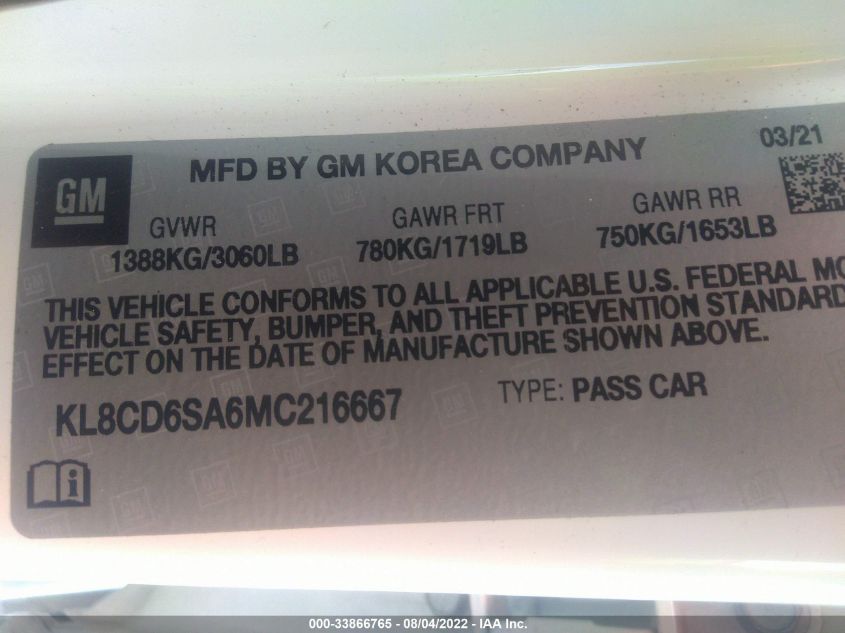 03/21
MFD BY GM KOREA COMPANY
GM
GVWR GAWR FRT GAWR RR
1388KG/3060LB 780KG/1719LB 750KG/1653LB
THIS VEHICLE CONFORMS TO ALL APPLICABLE U.S. FEDERAL MO
VEHICLE SAFETY, BUMPER, AND THEFT PREVENTION STANDARD
EFFECT ON THE DATE OF MANUFACTURE SHOWN ABOVE.
KL8CD6SA6MC216667 TYPE: PASS CAR
000-33866765 - 08/04/2022 - IAA, Inc.